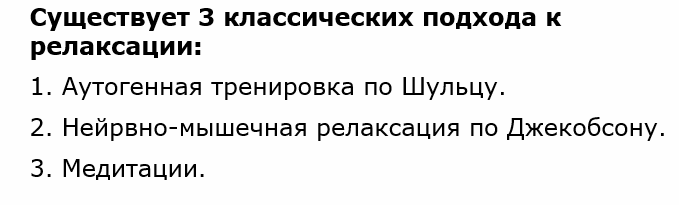 Существует 3 классических подхода к
релаксации:
1. Аутогенная тренировка по Шульцу.
2. Нейрвно-мышечная релаксация по Джекобсону.
3. Медитации.